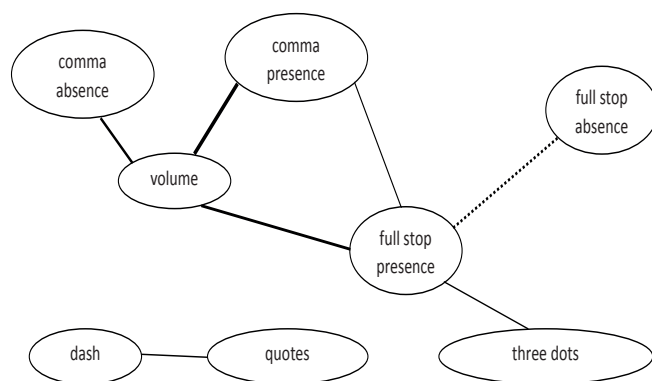 comma
absence
comma
presence
full stop
absence
volume
full stop
presence
dash
quotes
three dots